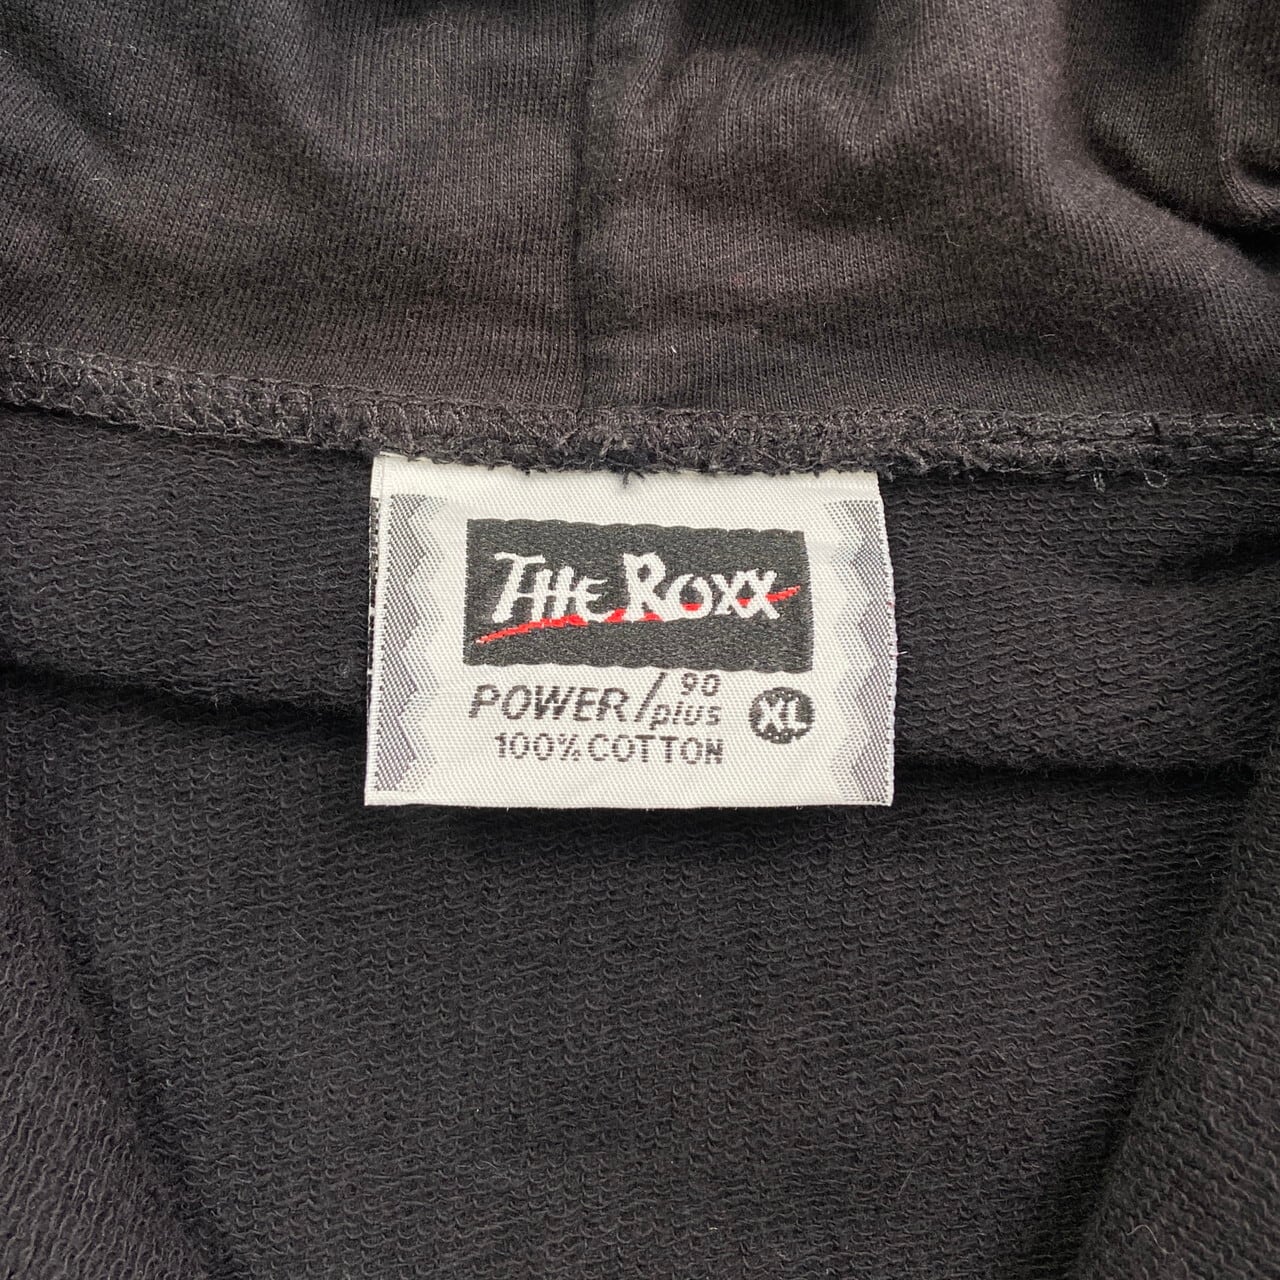 THE ROXX
POWER/90 plus XL
100% COTTON